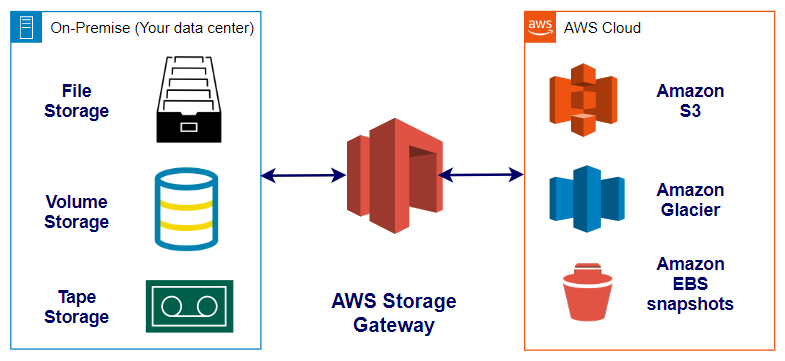 On-Premise (Your data center)
File
Storage
Volume
Storage
Tape
Storage
AWS Storage
Gateway
aws
AWS Cloud
Amazon
S3
Amazon
Glacier
Amazon
EBS
snapshots